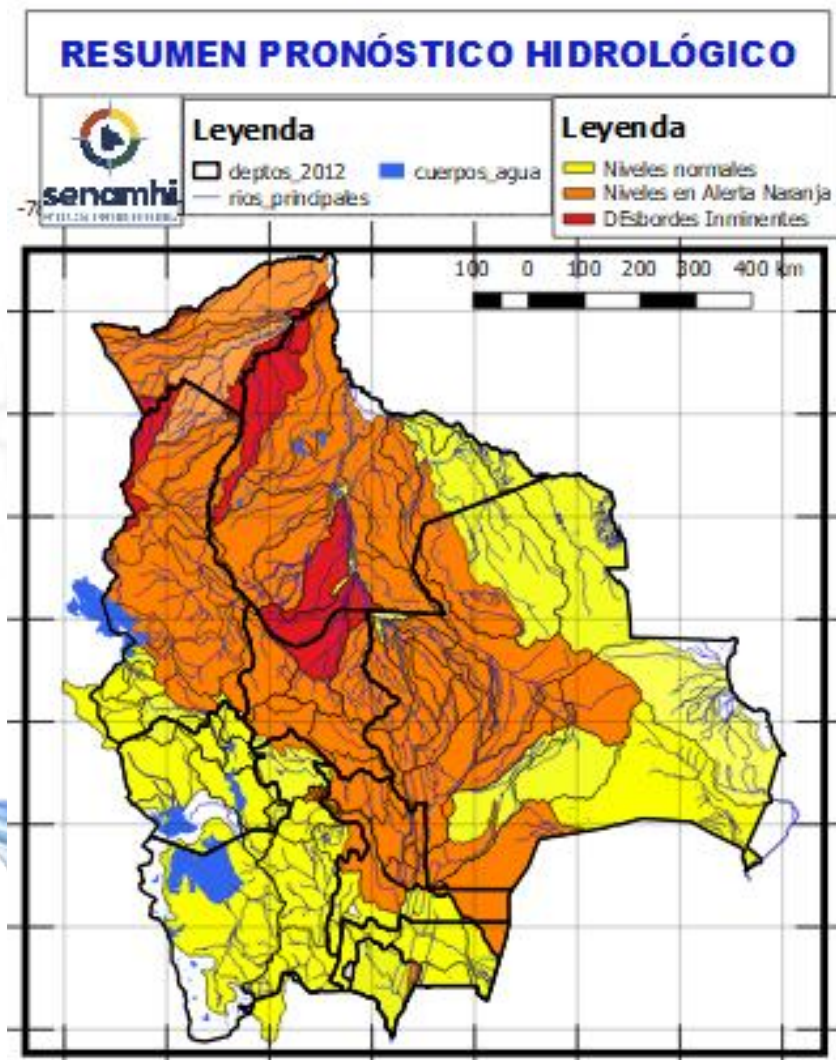 RESUMEN PRONÓSTICO HIDROLÓGICO
senamhi
Leyenda
deptos_2012
cuerpos_agua
rios_principales
Leyenda
Niveles normales
Niveles en Alerta Naranja
DEsbordes Inminentes
100 0 100 200 300 400 km